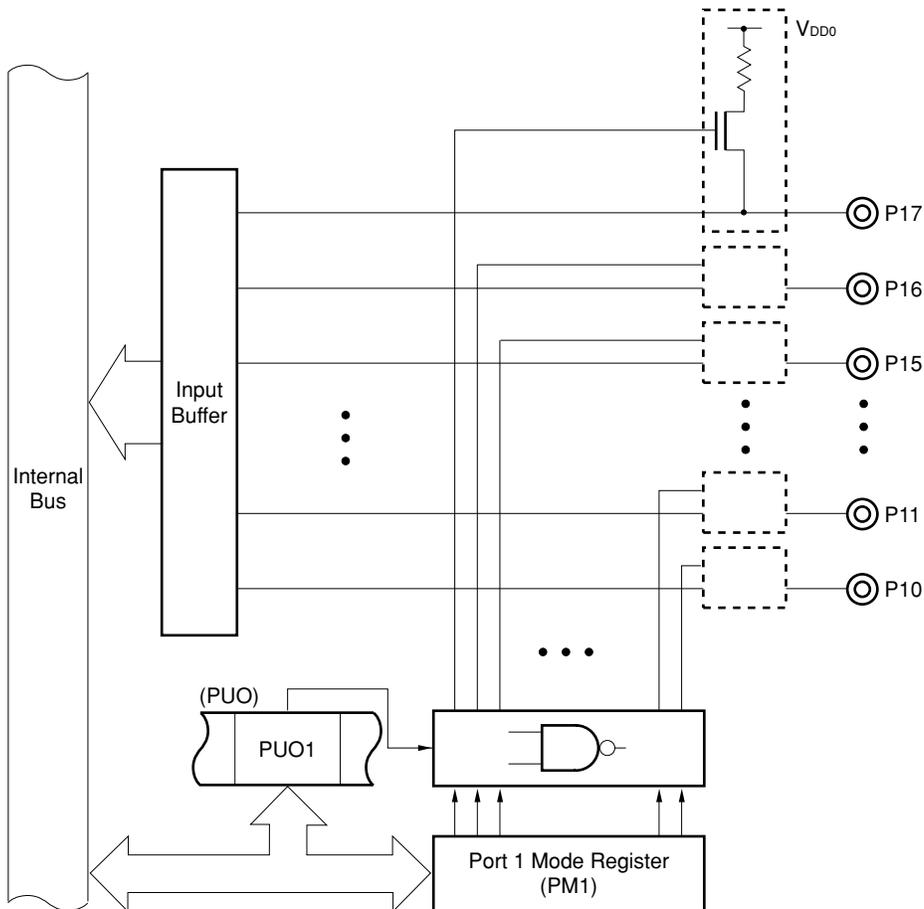 VDD0
P17
P16
P15
Input
Buffer
Internal
Bus
P11
P10
(PUO)
PUO1
Port 1 Mode Register
(PM1)